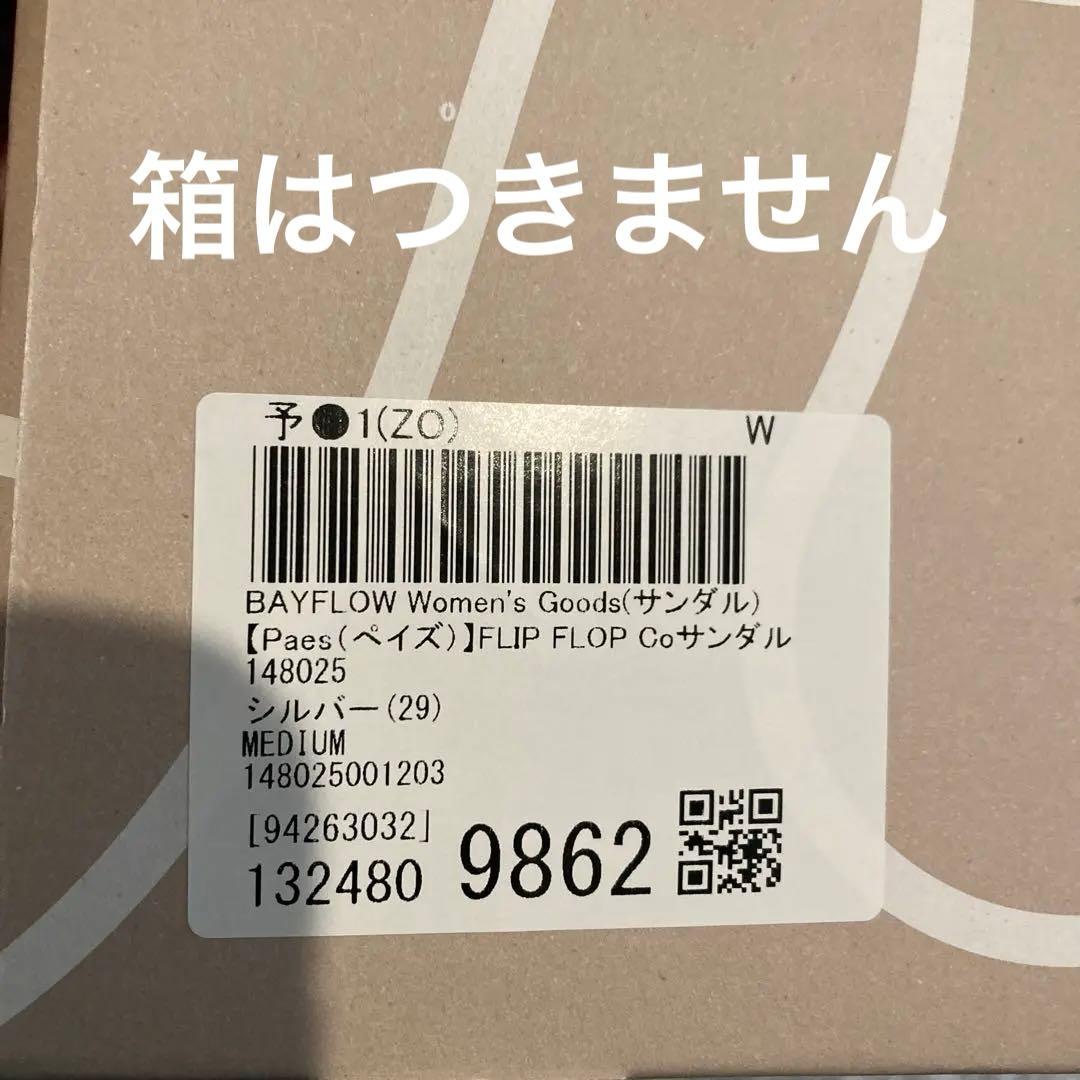 箱はつきません
予●1(ZO)
W
BAYFLOW Women's Goods(サンダル)
【Paes(ペイズ)】FLIP FLOP Coサンダル
148025
シルバー(29)
MEDIUM
148025001203
[94263032]
132480
9862